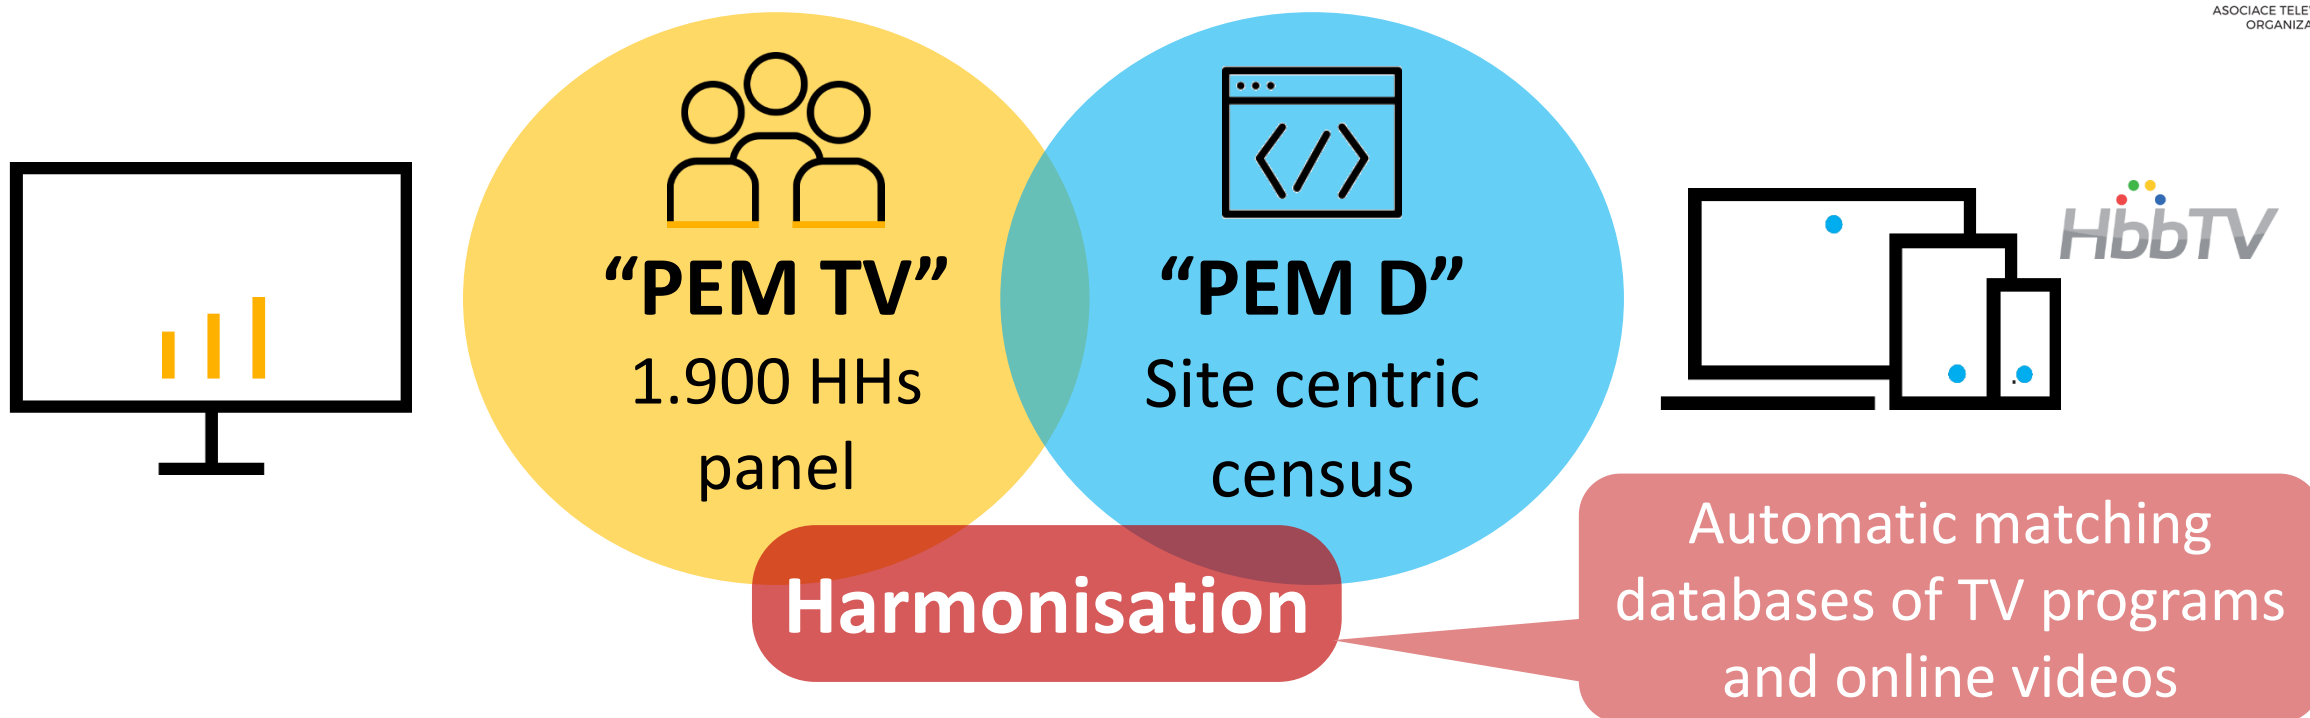 ASOCIACE
ORGANIZA
HbbTV
“PEM TV”
1.900 HHs
panel
“PEM D”
Site centric
census
Harmonisation
Automatic matching
databases of TV programs
and online videos